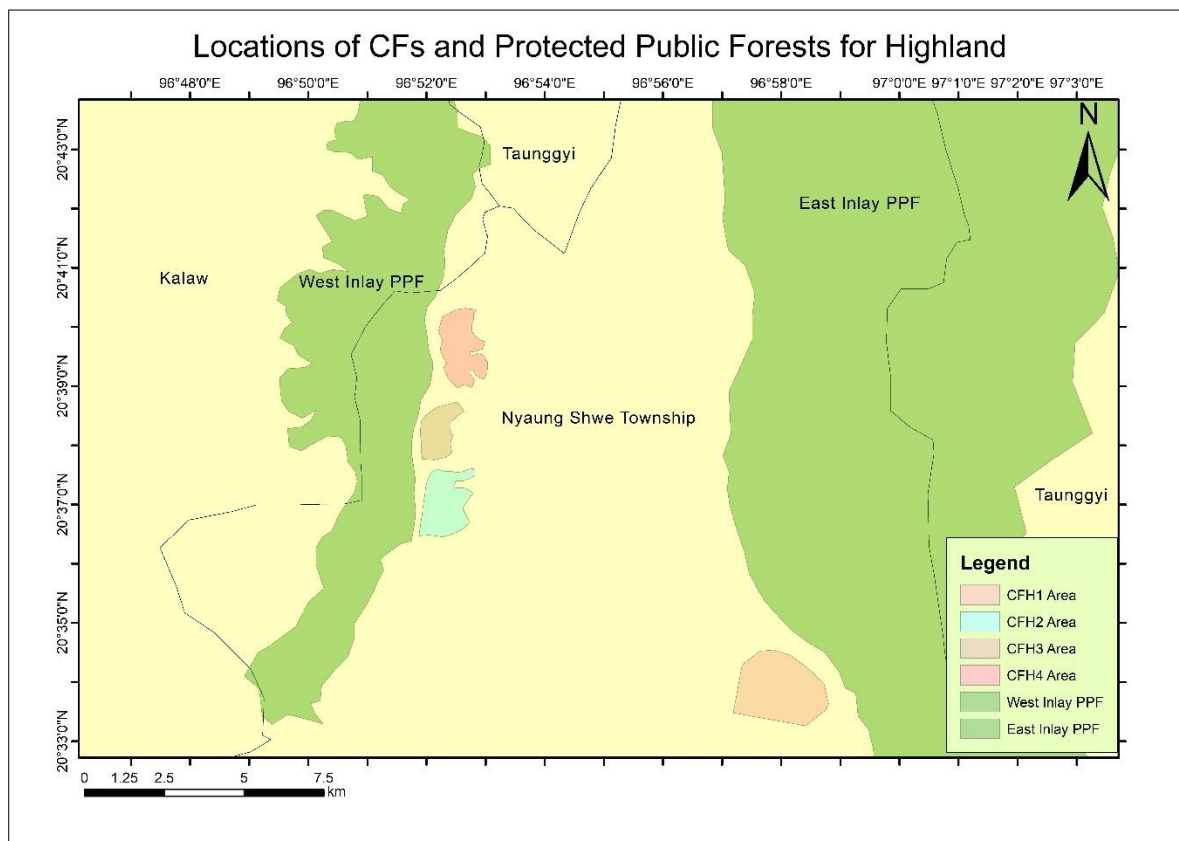 Locations of CFs and Protected Public Forests for Highland
96°48'0"E 96°50'0"E 96°52'0"E 96°54'0"E 96°56'0"E 96°58'0"E 97°0'0"E 97°1'0"E 97°2'0"E 97°3'0"E
N
20°43'0"N
20°41'0"N
20°39'0"N
20°37'0"N
20°35'0"N
20°33'0"N
Taunggyi
East Inlay PPF
Kalaw
West Inlay PPF
Nyaung Shwe Township
Taunggyi
Legend
CFH1 Area
CFH2 Area
CFH3 Area
CFH4 Area
West Inlay PPF
East Inlay PPF
0 1.25 2.5 5 7.5
km